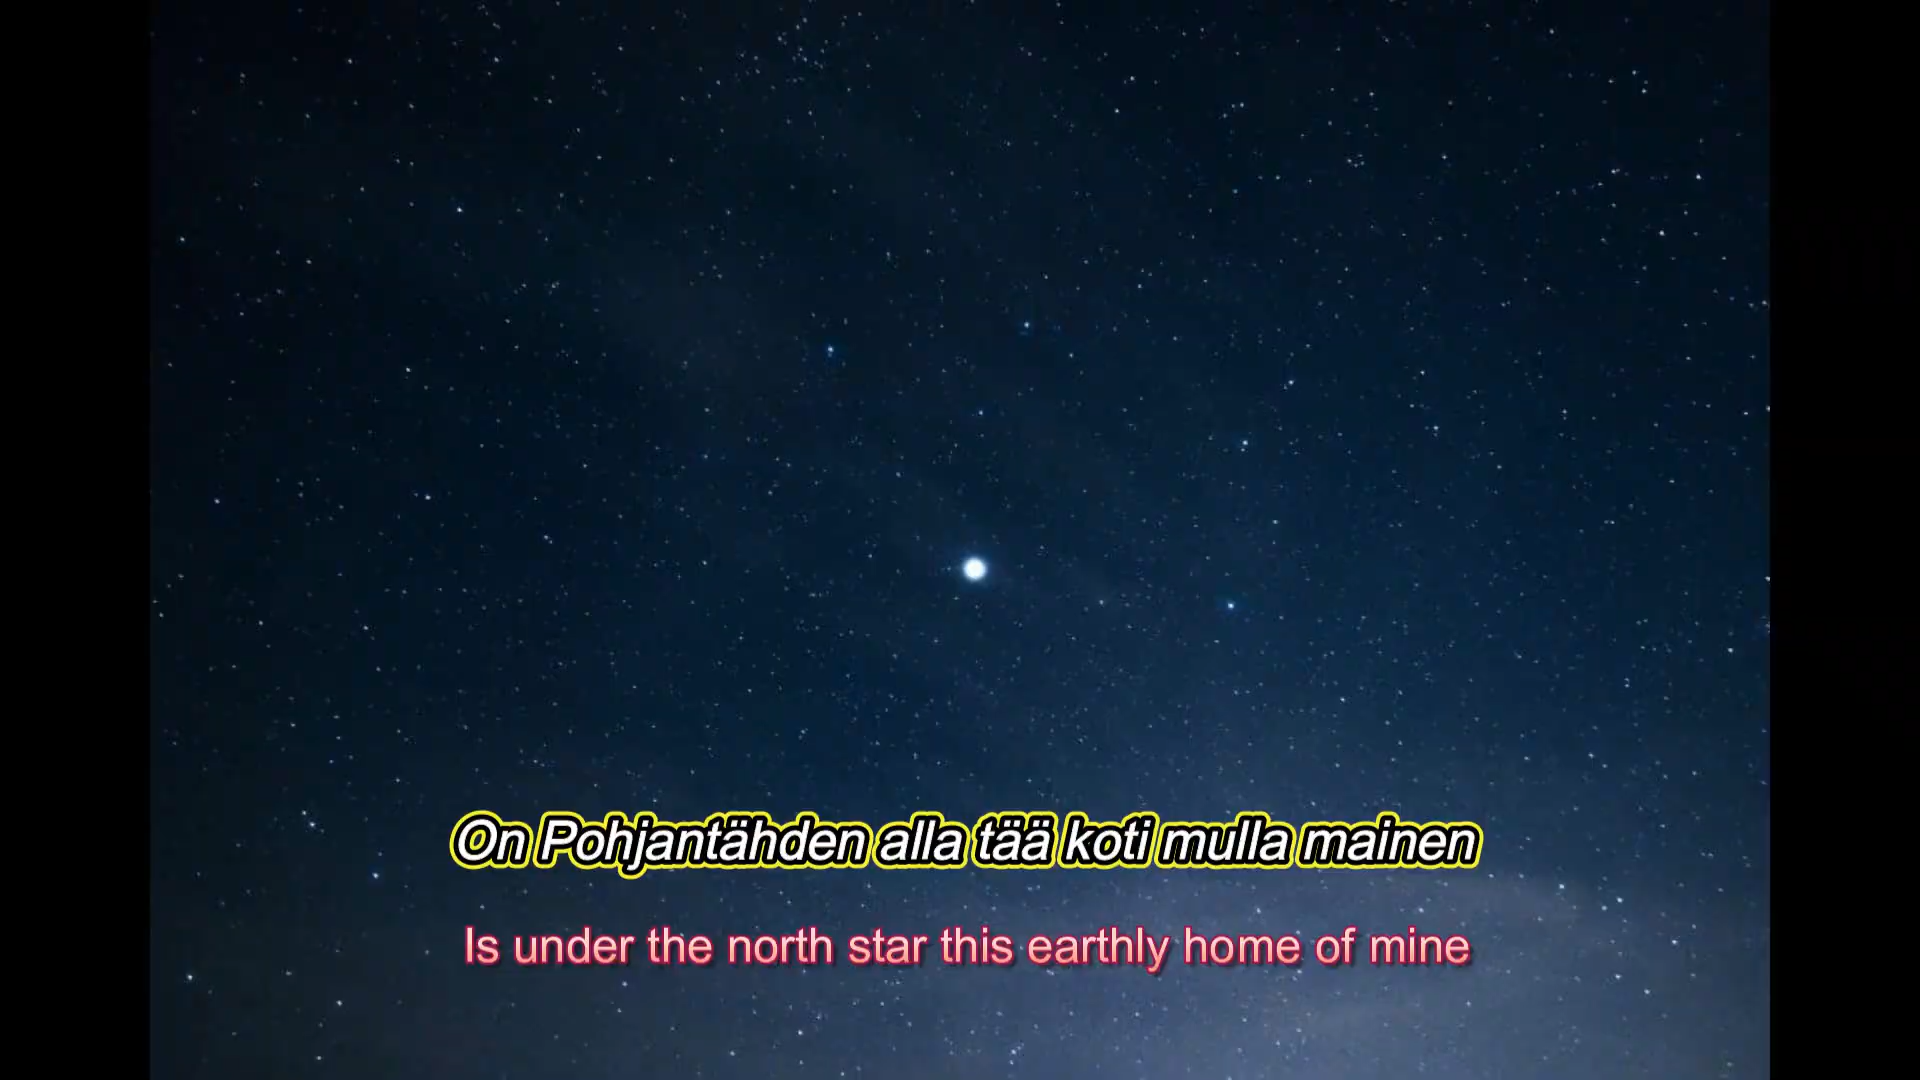 On Pohjantähden alla tää koti mulla mainen
Is under the north star this earthly home of mine